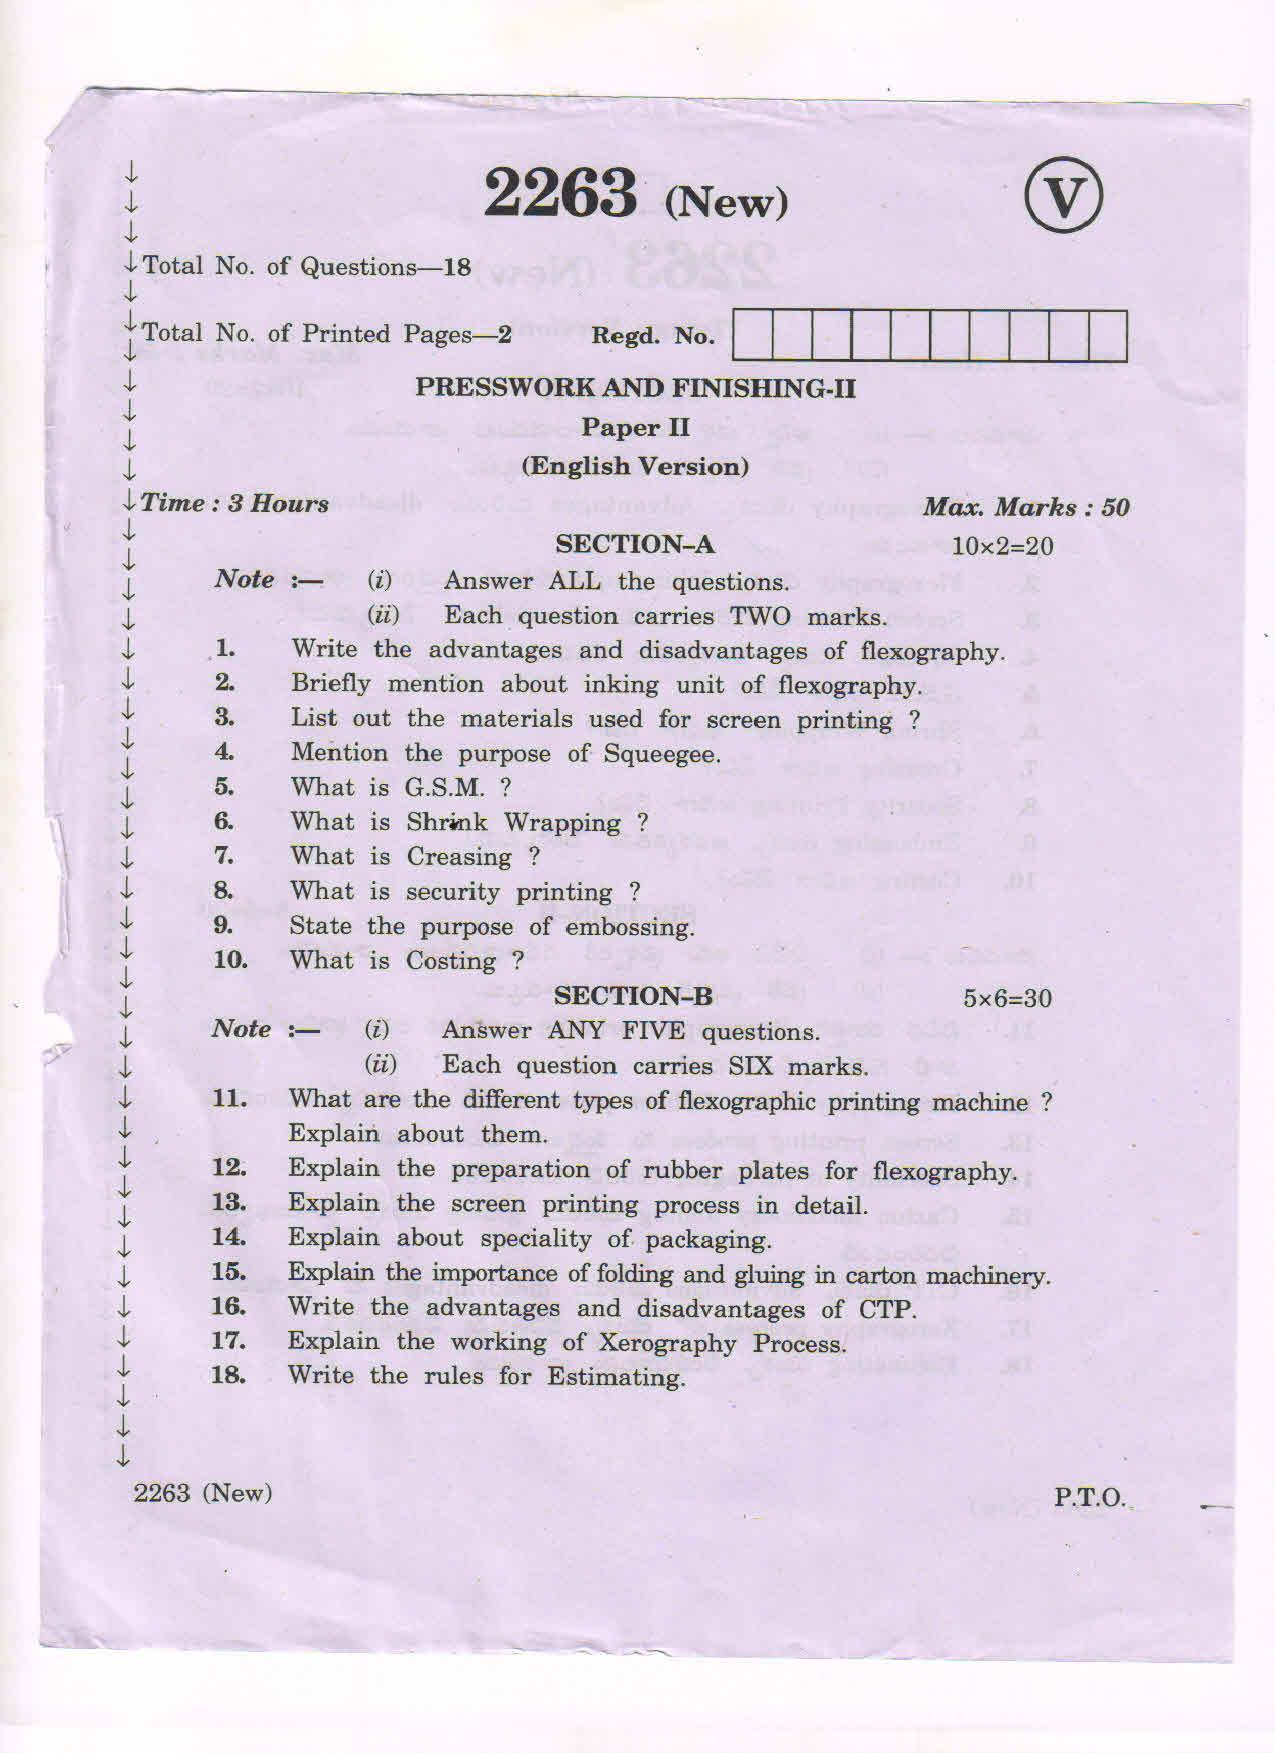 2263 (New)
V
Total No. of Questions—18
Total No. of Printed Pages—2 Regd. No.
PRESSWORK AND FINISHING-II
Paper II
(English Version)
Time : 3 Hours Max. Marks : 50
SECTION–A 10×2=20
Note :— (i) Answer ALL the questions.
(ii) Each question carries TWO marks.
1. Write the advantages and disadvantages of flexography.
2. Briefly mention about inking unit of flexography.
3. List out the materials used for screen printing ?
4. Mention the purpose of Squeegee.
5. What is G.S.M. ?
6. What is Shrink Wrapping ?
7. What is Creasing ?
8. What is security printing ?
9. State the purpose of embossing.
10. What is Costing ?
SECTION–B 5×6=30
Note :— (i) Answer ANY FIVE questions.
(ii) Each question carries SIX marks.
11. What are the different types of flexographic printing machine ?
Explain about them.
12. Explain the preparation of rubber plates for flexography.
13. Explain the screen printing process in detail.
14. Explain about speciality of packaging.
15. Explain the importance of folding and gluing in carton machinery.
16. Write the advantages and disadvantages of CTP.
17. Explain the working of Xerography Process.
18. Write the rules for Estimating.
2263 (New) P.T.O.